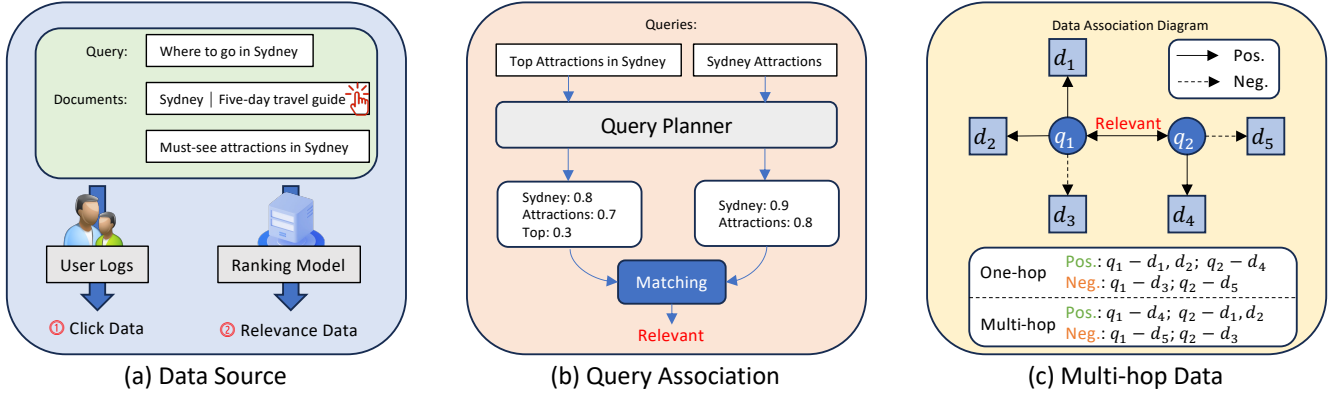 Query:
Where to go in Sydney
Documents:
Sydney | Five-day travel guide
Must-see attractions in Sydney
User Logs
Ranking Model
① Click Data
② Relevance Data
(a) Data Source
Queries:
Top Attractions in Sydney
Sydney Attractions
Query Planner
Sydney: 0.8
Attractions: 0.7
Top: 0.3
Sydney: 0.9
Attractions: 0.8
Matching
Relevant
(b) Query Association
Data Association Diagram
d₁
Pos.
Neg.
d₂
q₁
Relevant
q₂
d₅
d₃
d₄
One-hop
Pos.: q₁ − d₁, d₂; q₂ − d₄
Neg.: q₁ − d₃; q₂ − d₅
Multi-hop
Pos.: q₁ − d₄; q₂ − d₁, d₂
Neg.: q₁ − d₅; q₂ − d₃
(c) Multi-hop Data